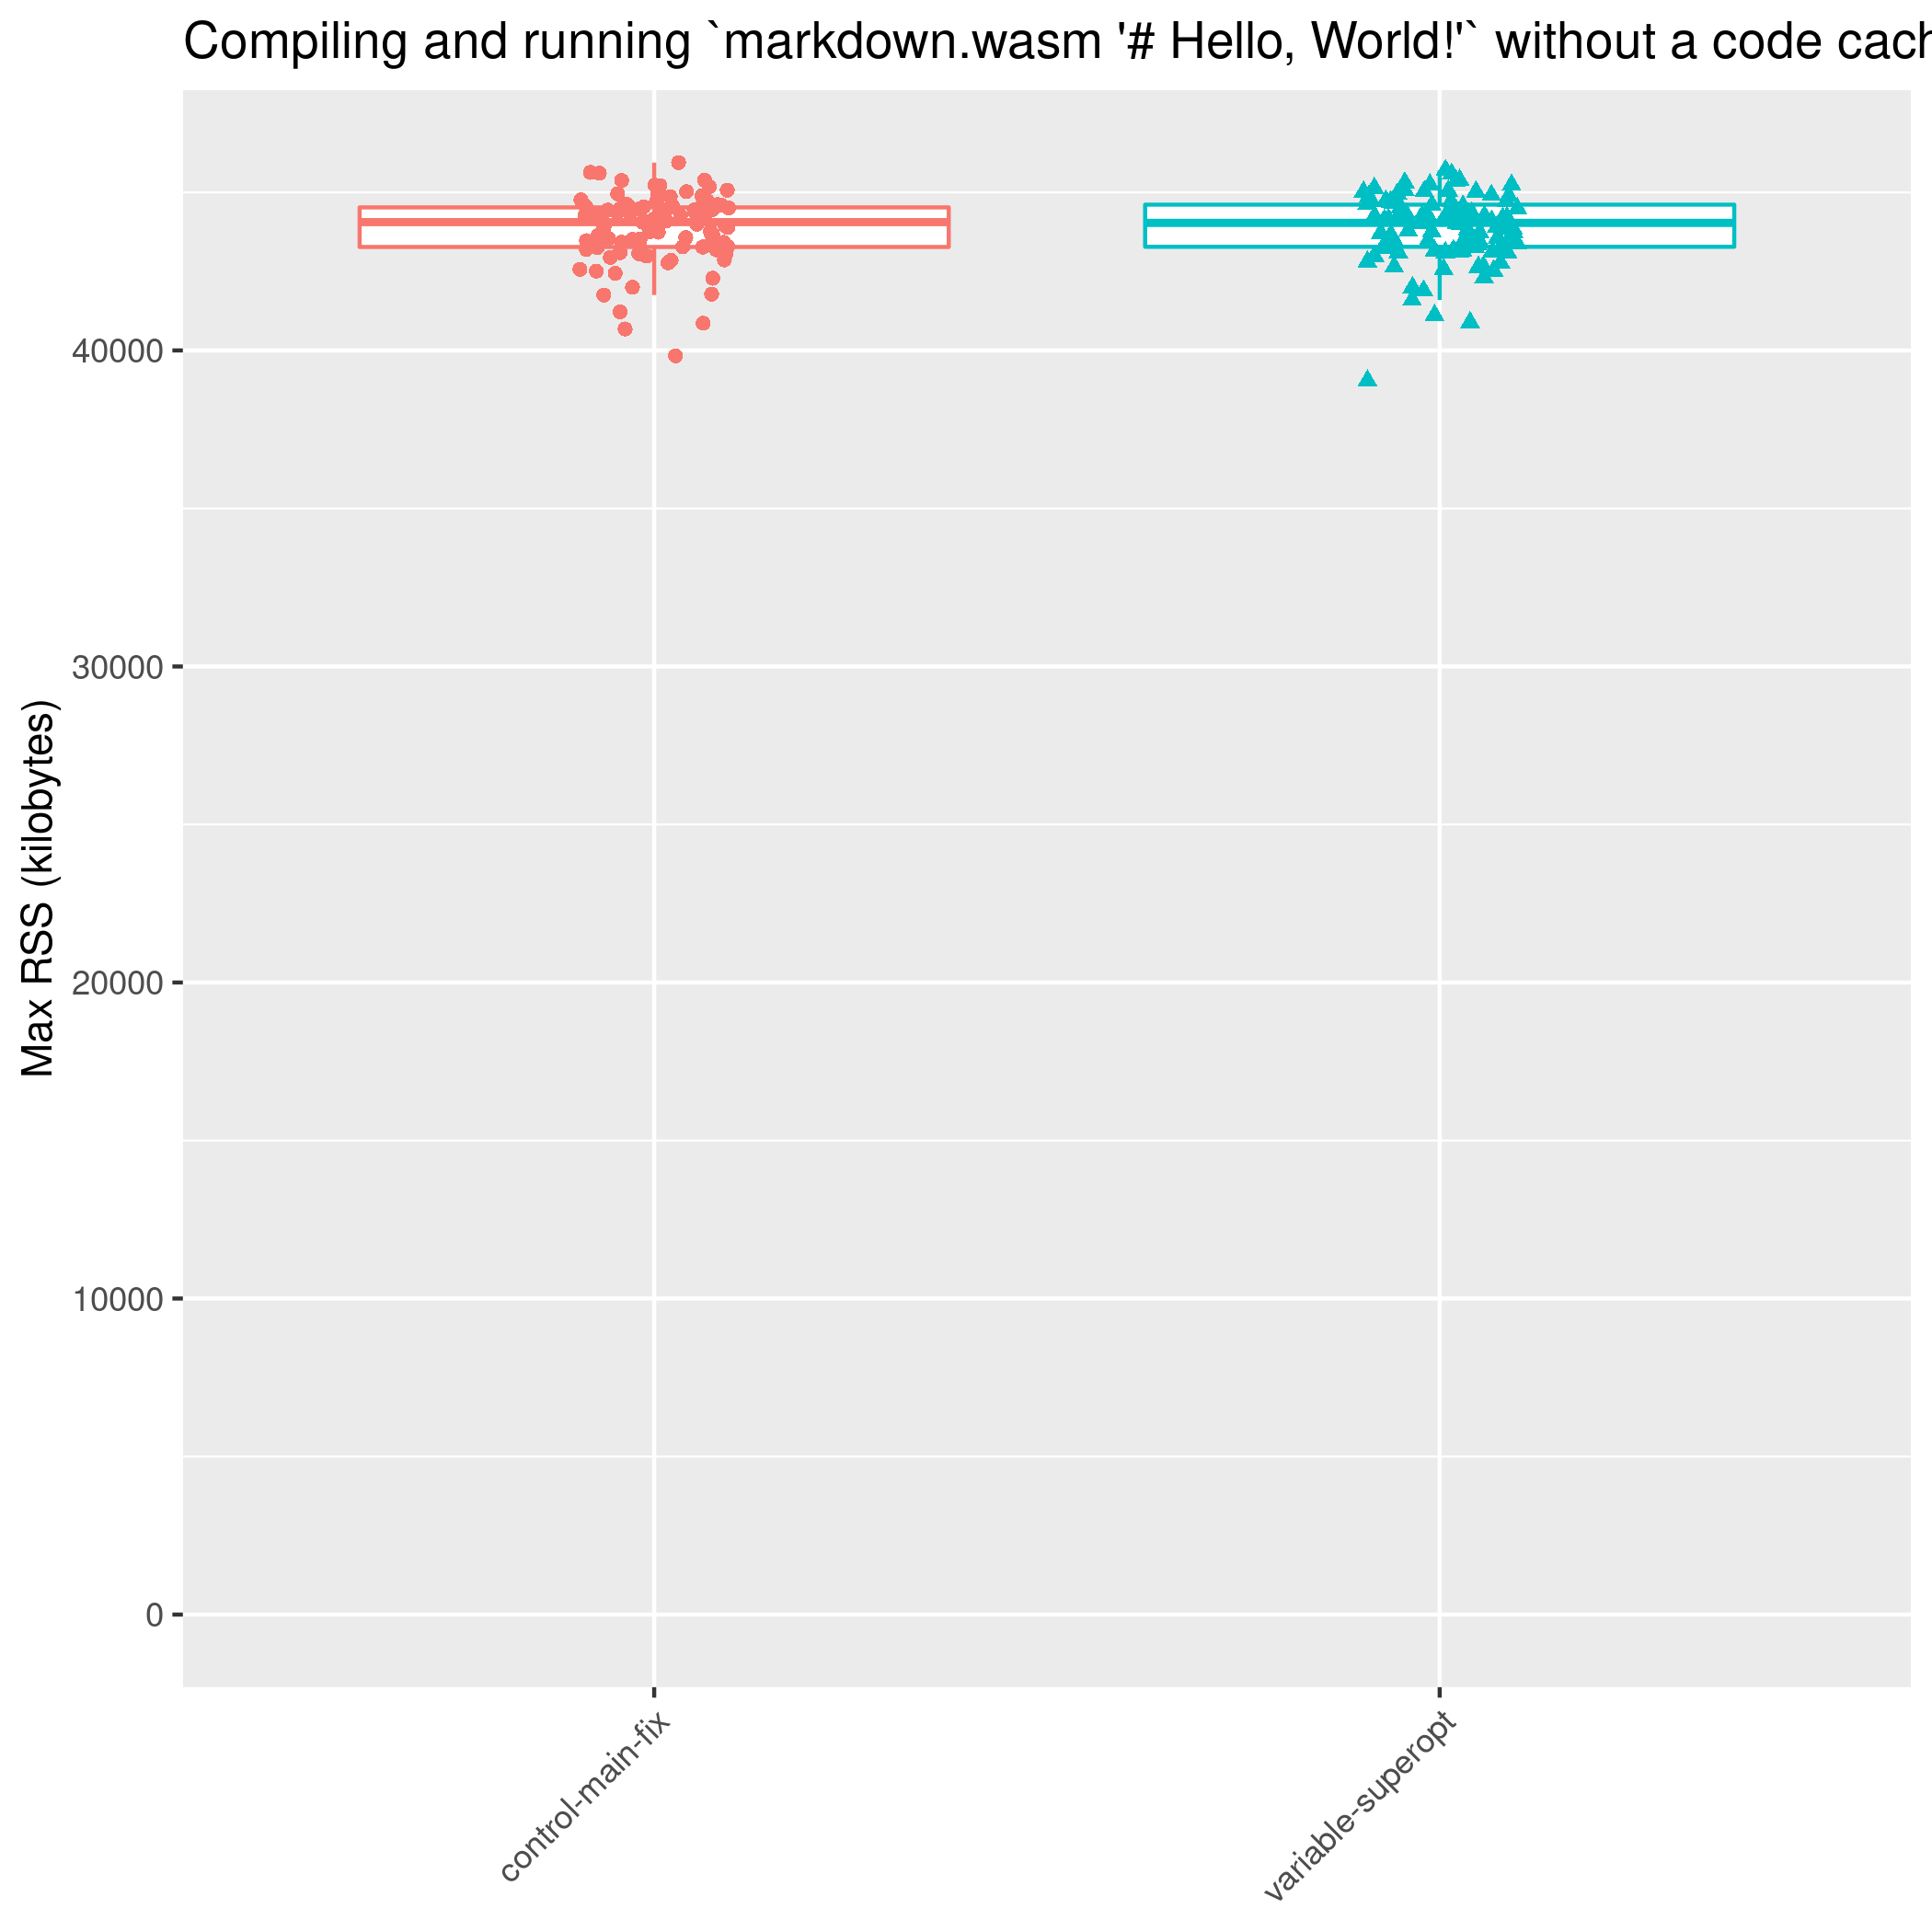 Compiling and running `markdown.wasm '# Hello, World!'` without a code cach
Max RSS (kilobytes)
40000
30000
20000
10000
0
control-main-fix
variable-superopt